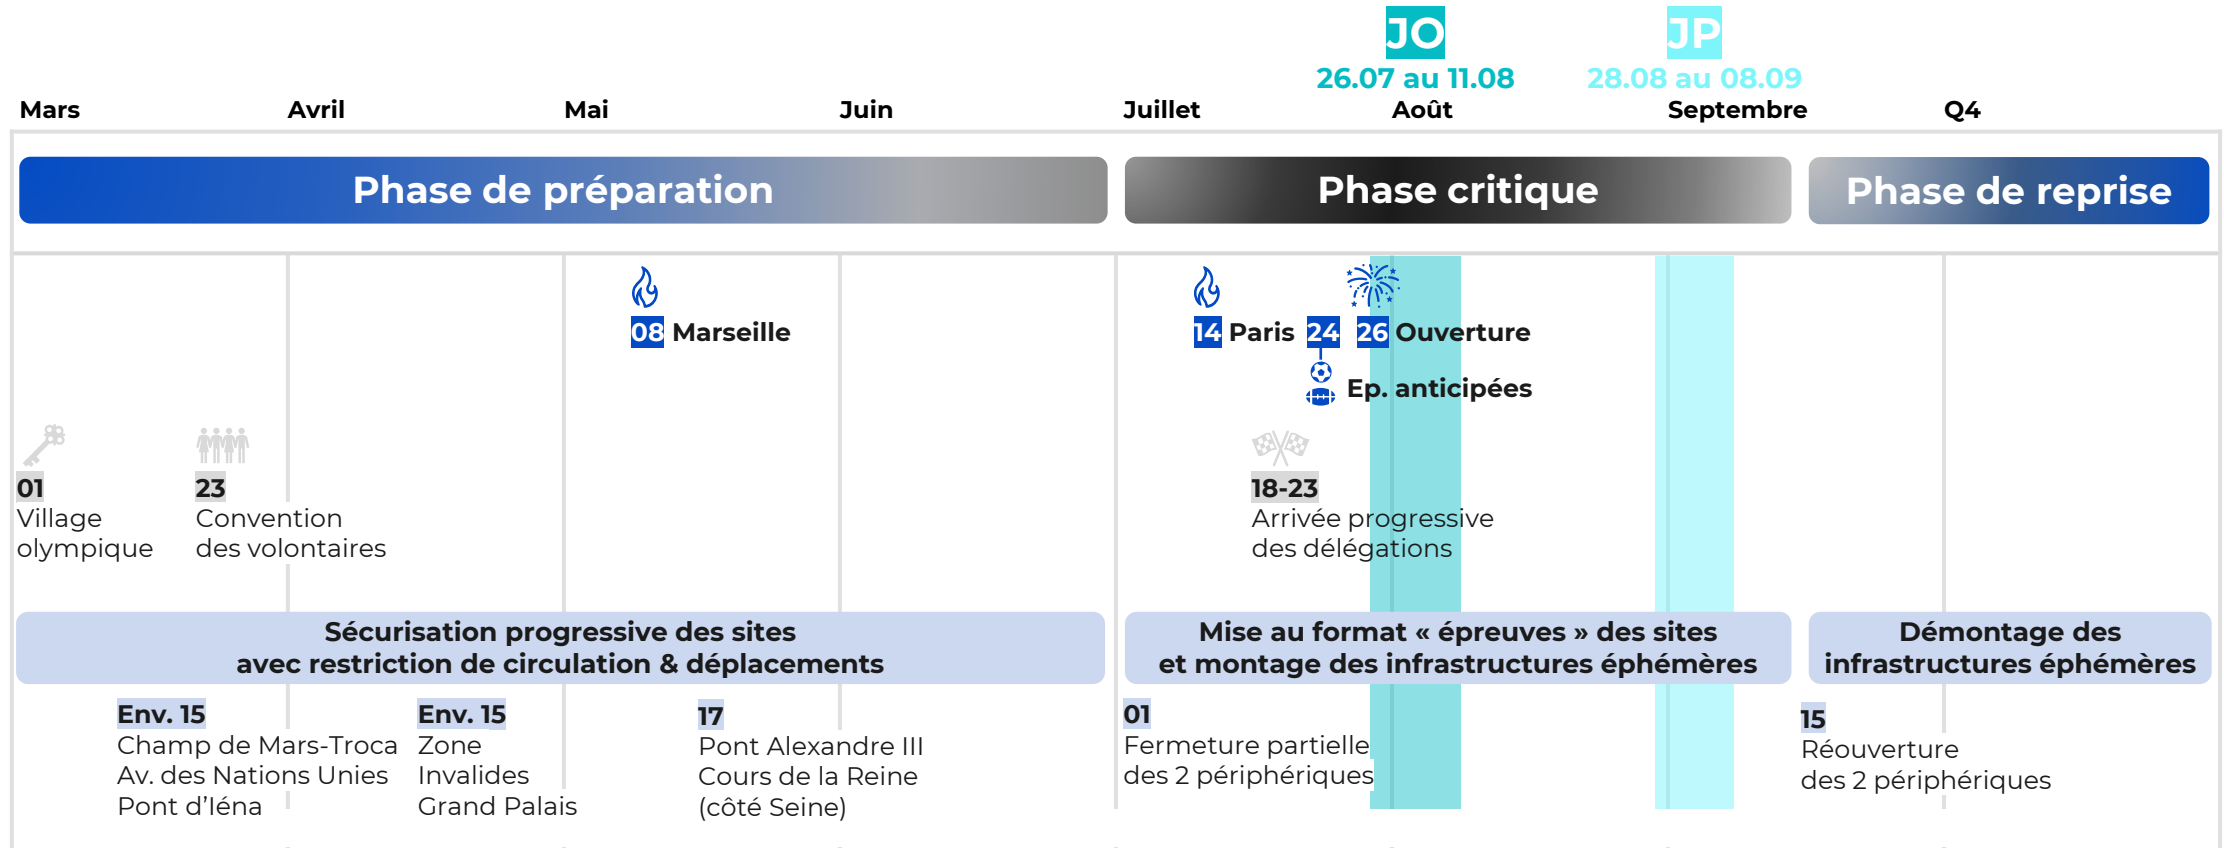 JO
26.07 au 11.08
JP
28.08 au 08.09
Mars
Avril
Mai
Juin
Juillet
Août
Septembre
Q4
Phase de préparation
Phase critique
Phase de reprise
08 Marseille
14 Paris
24
26 Ouverture
Ep. anticipées
01
Village
olympique
23
Convention
des volontaires
18-23
Arrivée progressive
des délégations
Sécurisation progressive des sites
avec restriction de circulation & déplacements
Mise au format « épreuves » des sites
et montage des infrastructures éphémères
Démontage des
infrastructures éphémères
Env. 15
Champ de Mars-Troca
Av. des Nations Unies
Pont d’Iéna
Env. 15
Zone
Invalides
Grand Palais
17
Pont Alexandre III
Cours de la Reine
(côté Seine)
01
Fermeture partielle
des 2 périphériques
15
Réouverture
des 2 périphériques